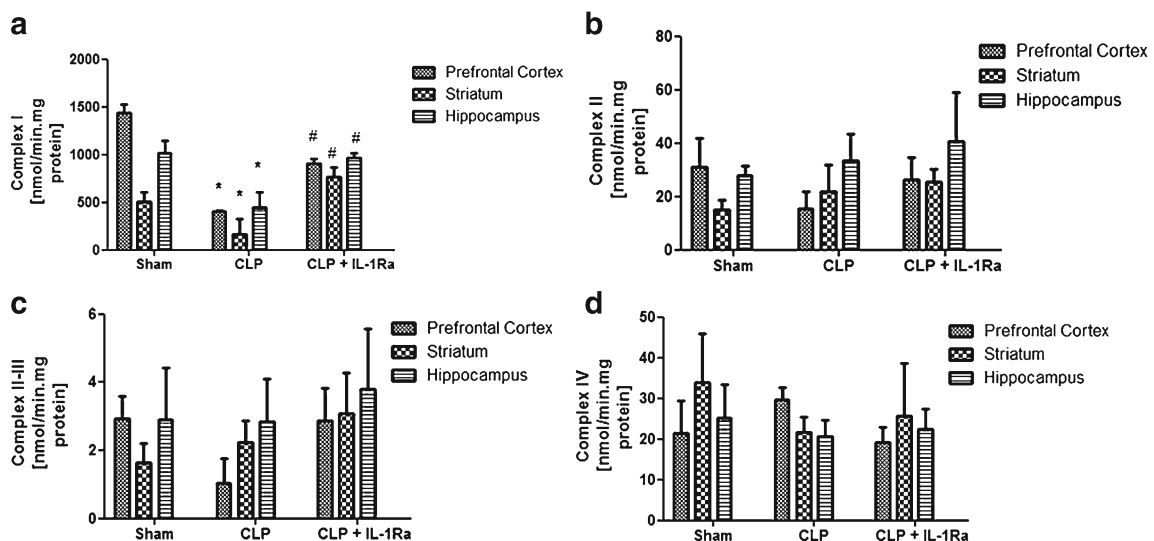 a
Complex I
[nmol/min.mg
protein]
2000
1500
1000
500
0
* * *
# # #
Sham CLP CLP + IL-1Ra
Prefrontal Cortex
Striatum
Hippocampus
b
Complex II
[nmol/min.mg
protein]
80
60
40
20
0
Sham CLP CLP + IL-1Ra
Prefrontal Cortex
Striatum
Hippocampus
c
Complex II-III
[nmol/min.mg
protein]
6
4
2
0
Sham CLP CLP + IL-1Ra
Prefrontal Cortex
Striatum
Hippocampus
d
Complex IV
[nmol/min.mg
protein]
50
40
30
20
10
0
Sham CLP CLP + IL-1Ra
Prefrontal Cortex
Striatum
Hippocampus